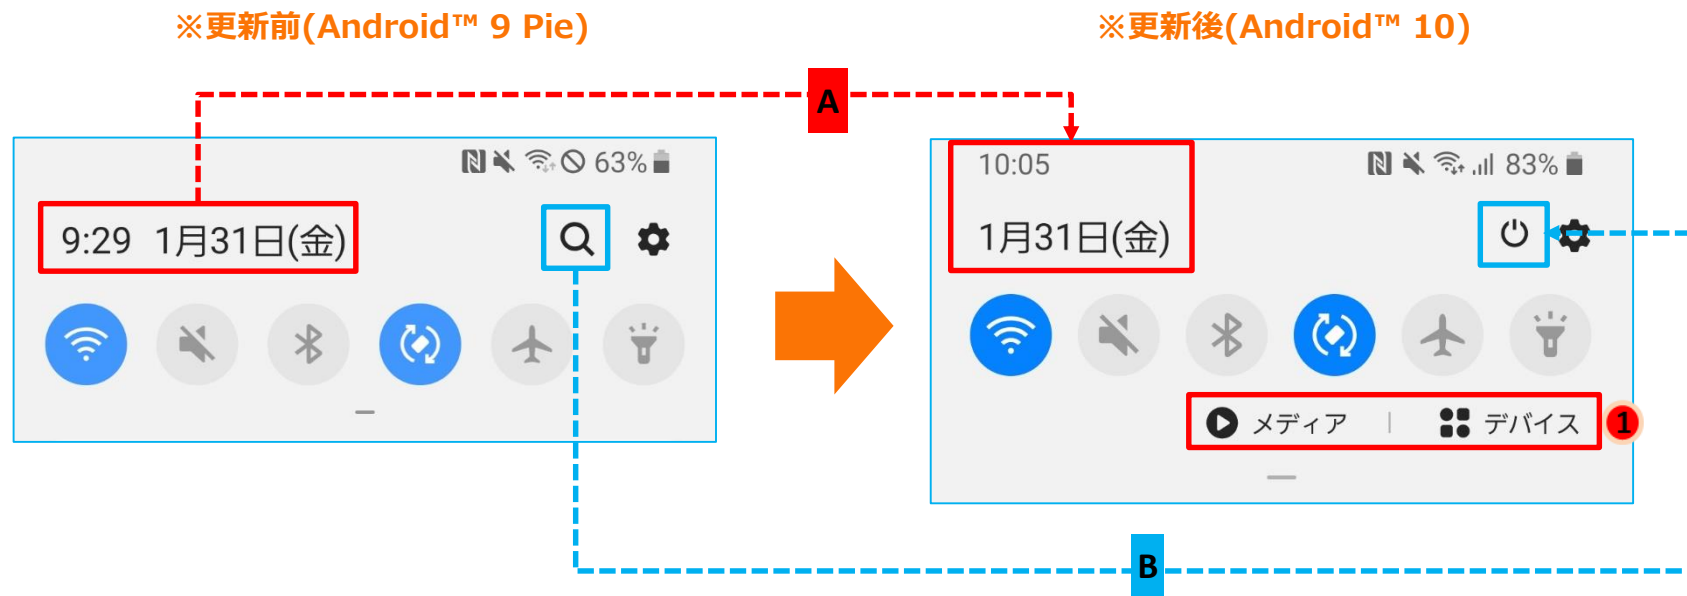 ※更新前(Android™ 9 Pie)
※更新後(Android™ 10)
A
63%
9:29 1月31日(金)
10:05
83%
1月31日(金)
メディア | デバイス
1
B